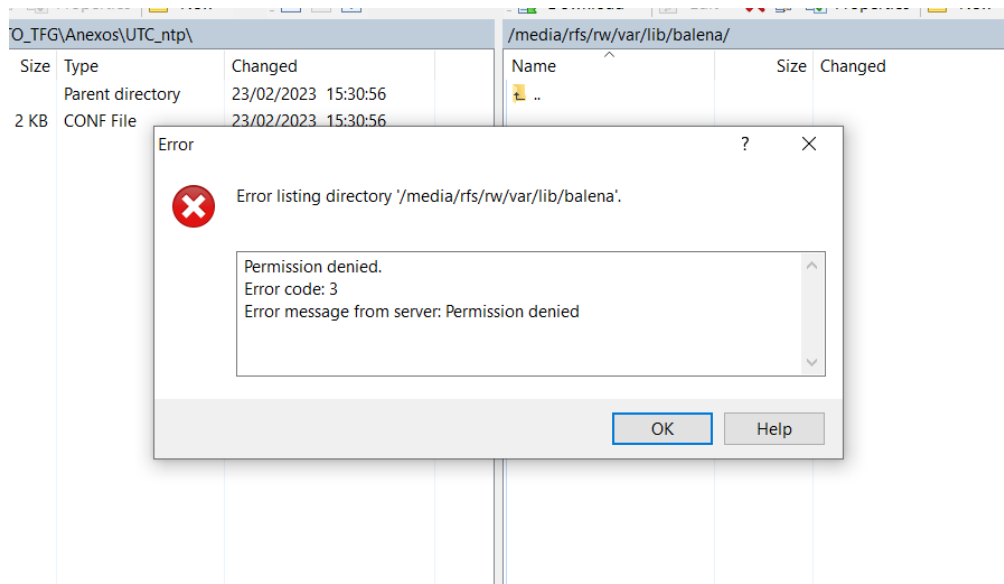 O_TFG\Anexos\UTC_ntp\
/media/rfs/rw/var/lib/balena/
Size Type Changed
Name Size Changed
Parent directory 23/02/2023 15:30:56
..
2 KB CONF File 23/02/2023 15:30:56
Error
?
Error listing directory '/media/rfs/rw/var/lib/balena'.
Permission denied.
Error code: 3
Error message from server: Permission denied
OK
Help